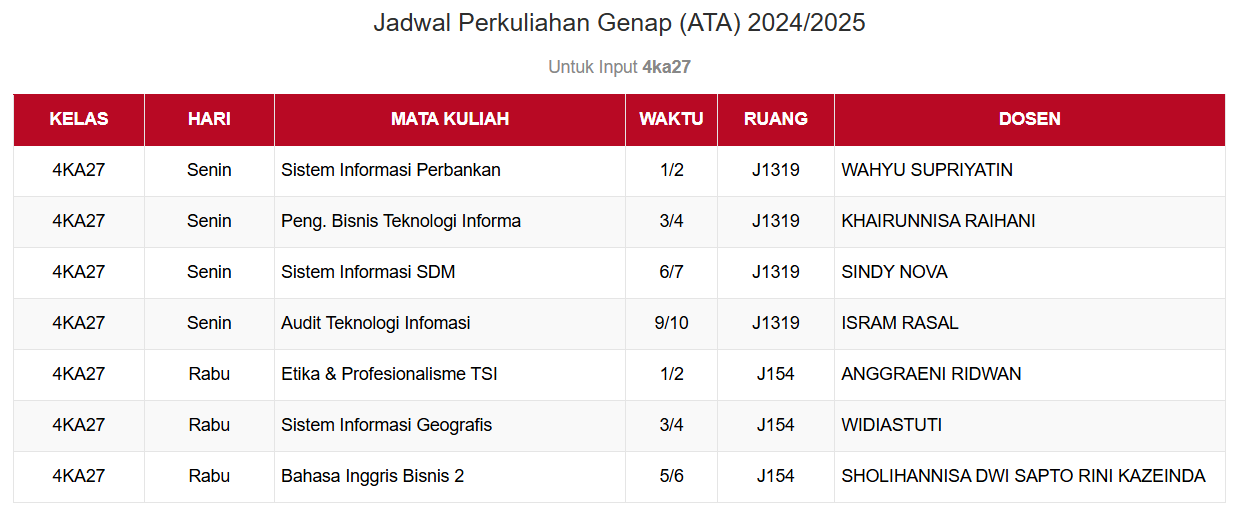 Jadwal Perkuliahan Genap (ATA) 2024/2025
Untuk Input 4ka27
KELAS HARI MATA KULIAH WAKTU RUANG DOSEN
4KA27 Senin Sistem Informasi Perbankan 1/2 J1319 WAHYU SUPRIYATIN
4KA27 Senin Peng. Bisnis Teknologi Informa 3/4 J1319 KHAIRUNNISA RAIHANI
4KA27 Senin Sistem Informasi SDM 6/7 J1319 SINDY NOVA
4KA27 Senin Audit Teknologi Infomasi 9/10 J1319 ISRAM RASAL
4KA27 Rabu Etika & Profesionalisme TSI 1/2 J154 ANGGRAENI RIDWAN
4KA27 Rabu Sistem Informasi Geografis 3/4 J154 WIDIASTUTI
4KA27 Rabu Bahasa Inggris Bisnis 2 5/6 J154 SHOLIHANNISA DWI SAPTO RINI KAZEINDA